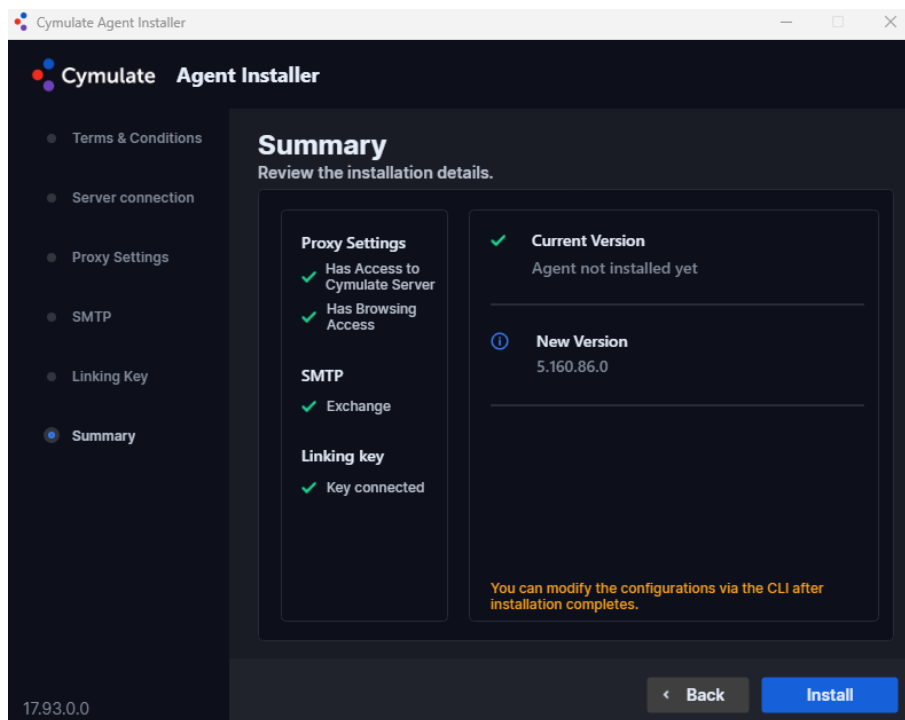 Cymulate Agent Installer
Cymulate Agent Installer
Terms & Conditions
Server connection
Proxy Settings
SMTP
Linking Key
Summary
17.93.0.0
Summary
Review the installation details.
Proxy Settings
Has Access to
Cymulate Server
Has Browsing
Access
SMTP
Exchange
Linking key
Key connected
Current Version
Agent not installed yet
New Version
5.160.86.0
You can modify the configurations via the CLI after
installation completes.
Back
Install